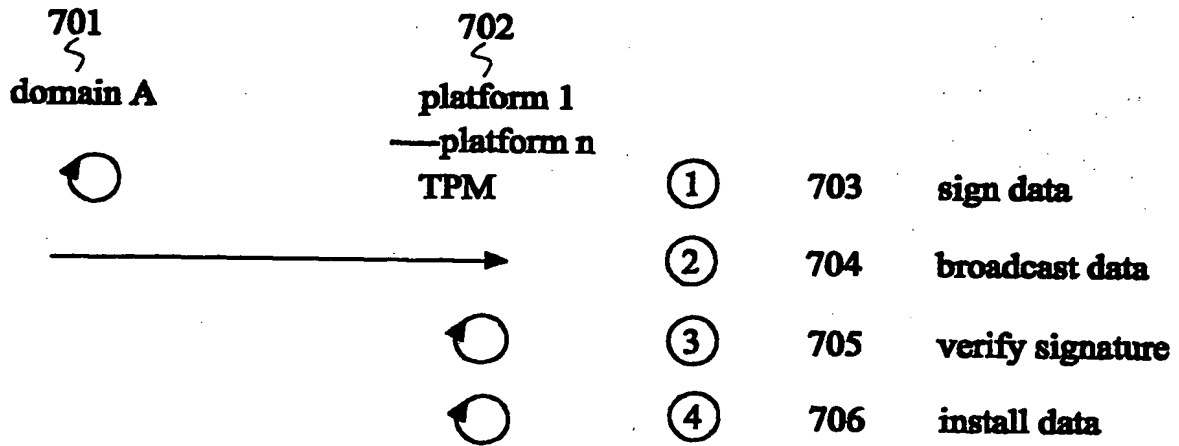 701 702
domain A platform 1
—platform n
TPM ① 703 sign data
② 704 broadcast data
③ 705 verify signature
④ 706 install data